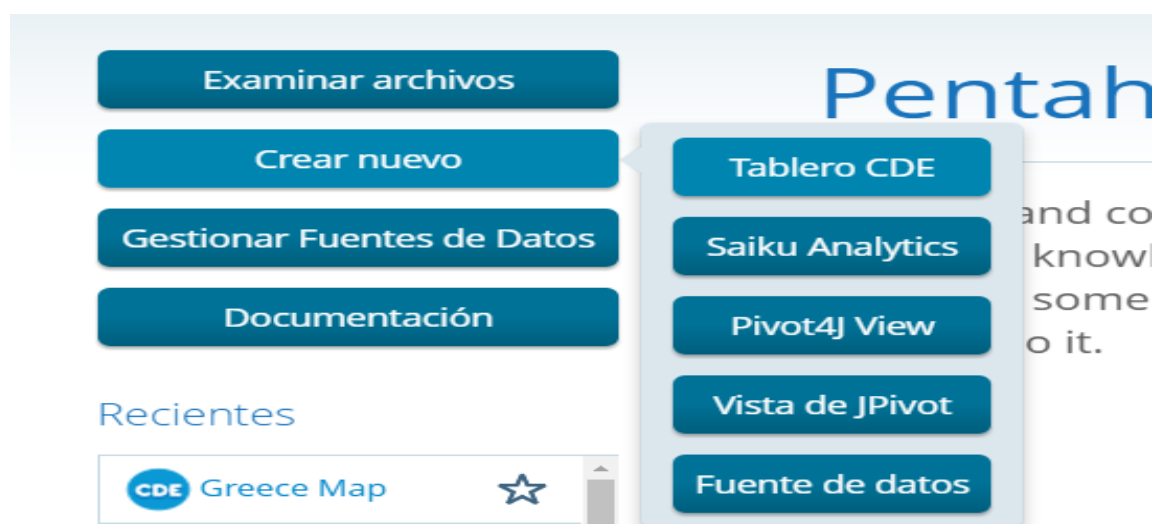 Examinar archivos
Crear nuevo
Gestionar Fuentes de Datos
Documentación
Recientes
CDE Greece Map
Pentah
Tablero CDE
Saiku Analytics
Pivot4J View
Vista de JPivot
Fuente de datos
and co
know
some
o it.